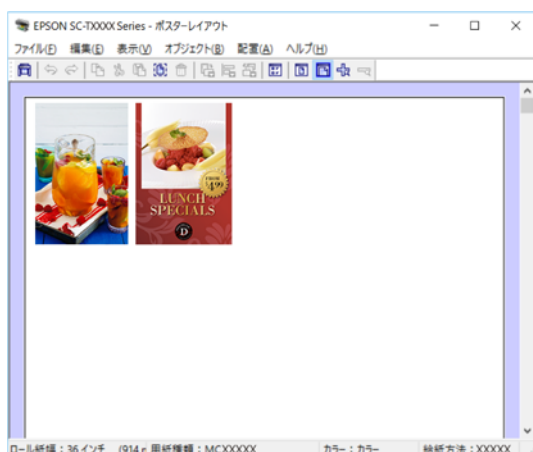 EPSON SC-TXXXX Series - ポスターレイアウト
ファイル(F) 編集(E) 表示(V) オブジェクト(B) 配置(A) ヘルプ(H)
FROM
$4.99
LUNCH
SPECIALS
D
ロール紙幅：36 インチ (914 用紙種類：MCXXXXX カラー：カラー 給紙方法：XXXXX